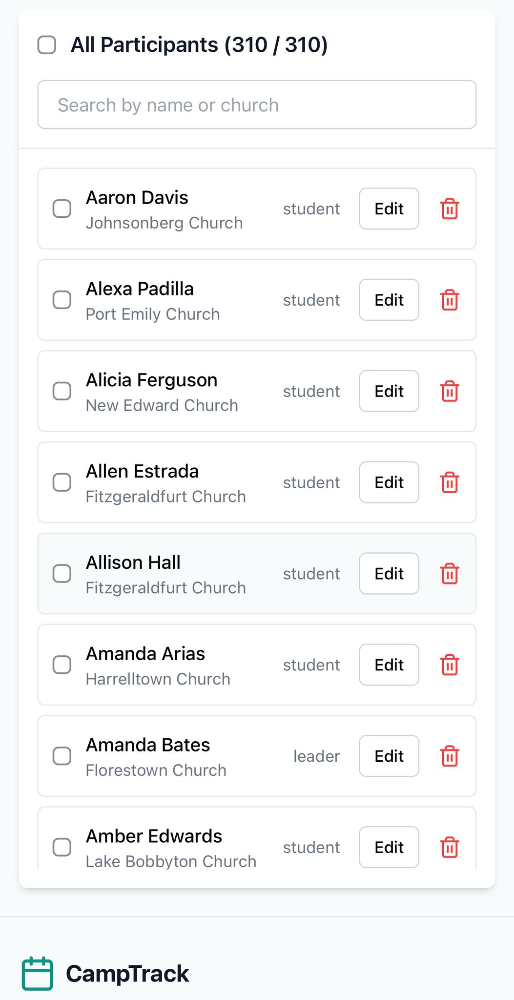 All Participants (310 / 310)
Search by name or church
Aaron Davis
Johnsonberg Church
student
Edit
Alexa Padilla
Port Emily Church
student
Edit
Alicia Ferguson
New Edward Church
student
Edit
Allen Estrada
Fitzgeraldfurt Church
student
Edit
Allison Hall
Fitzgeraldfurt Church
student
Edit
Amanda Arias
Harrelltown Church
student
Edit
Amanda Bates
Florestown Church
leader
Edit
Amber Edwards
Lake Bobbyton Church
student
Edit
CampTrack